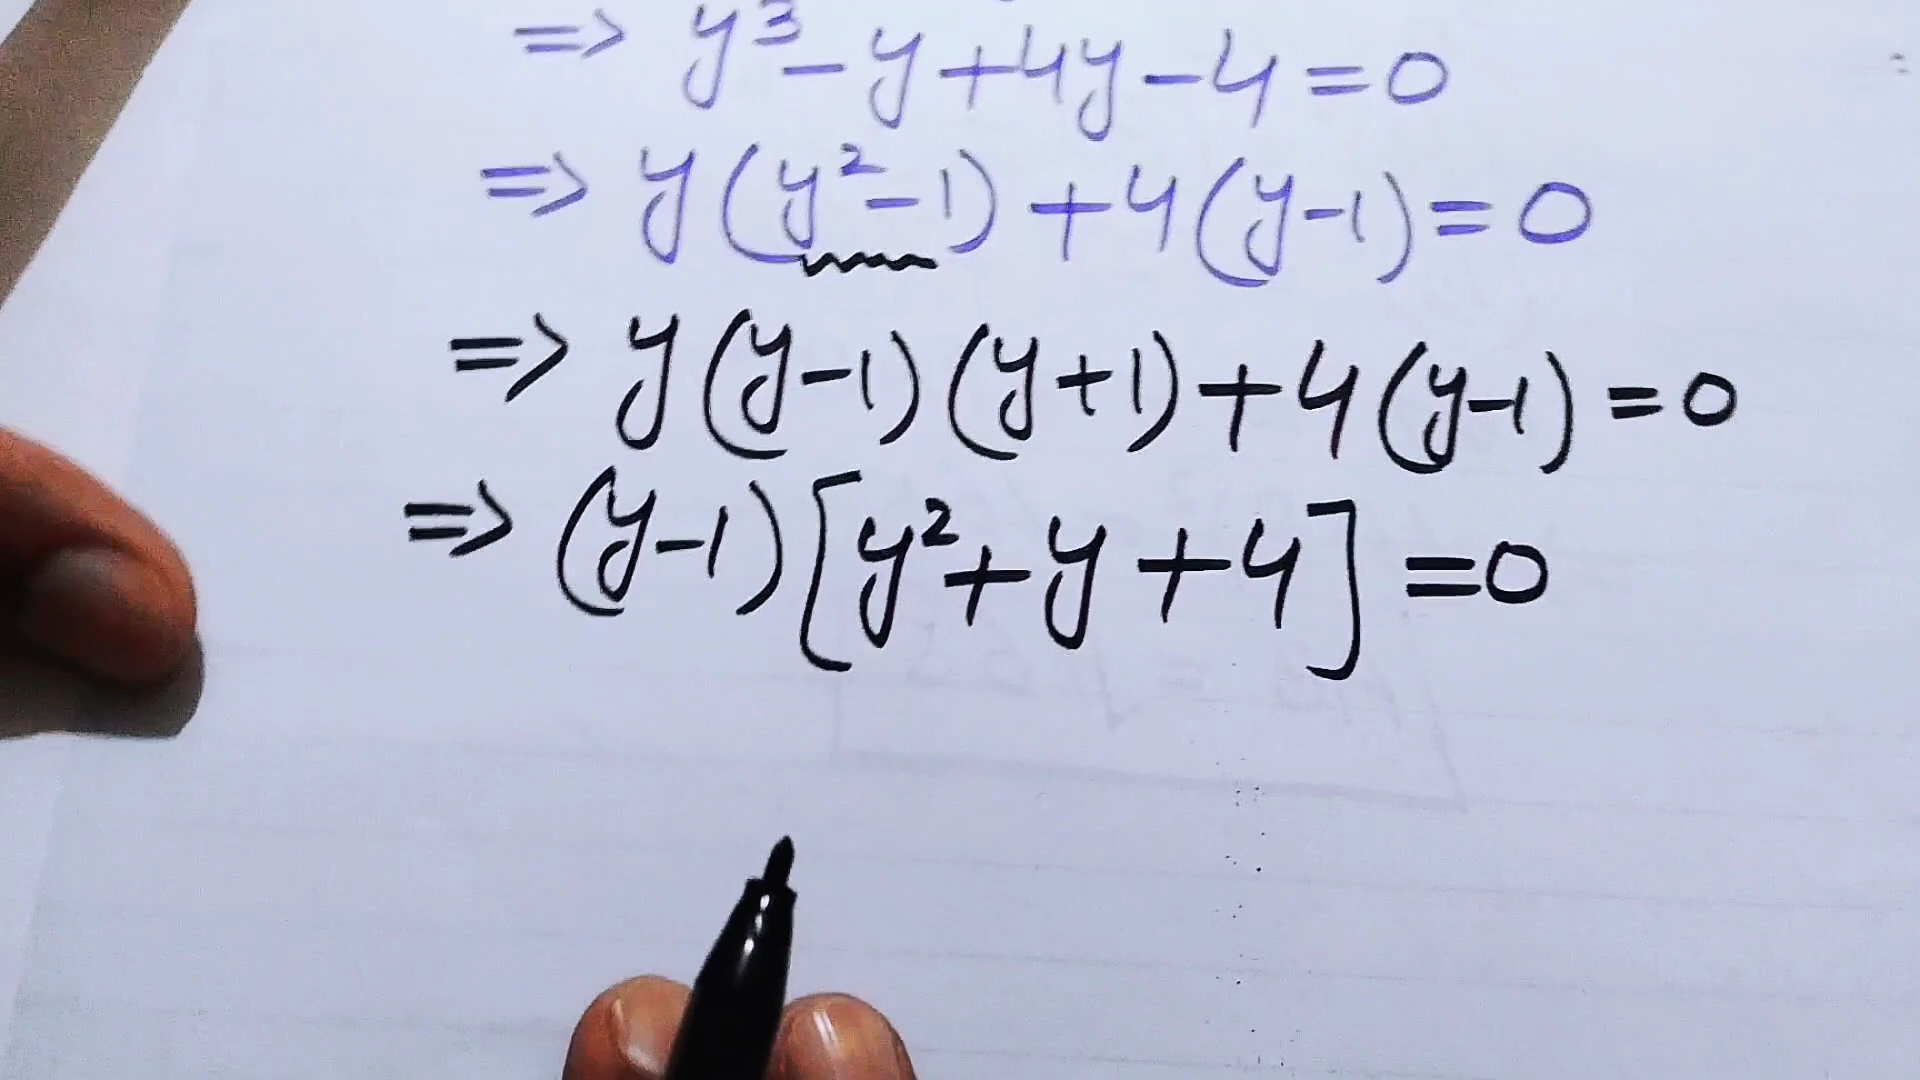 => y³ - y + 4y - 4 = 0
=> y(y² - 1) + 4(y - 1) = 0
=> y(y - 1)(y + 1) + 4(y - 1) = 0
=> (y - 1)[y² + y + 4] = 0